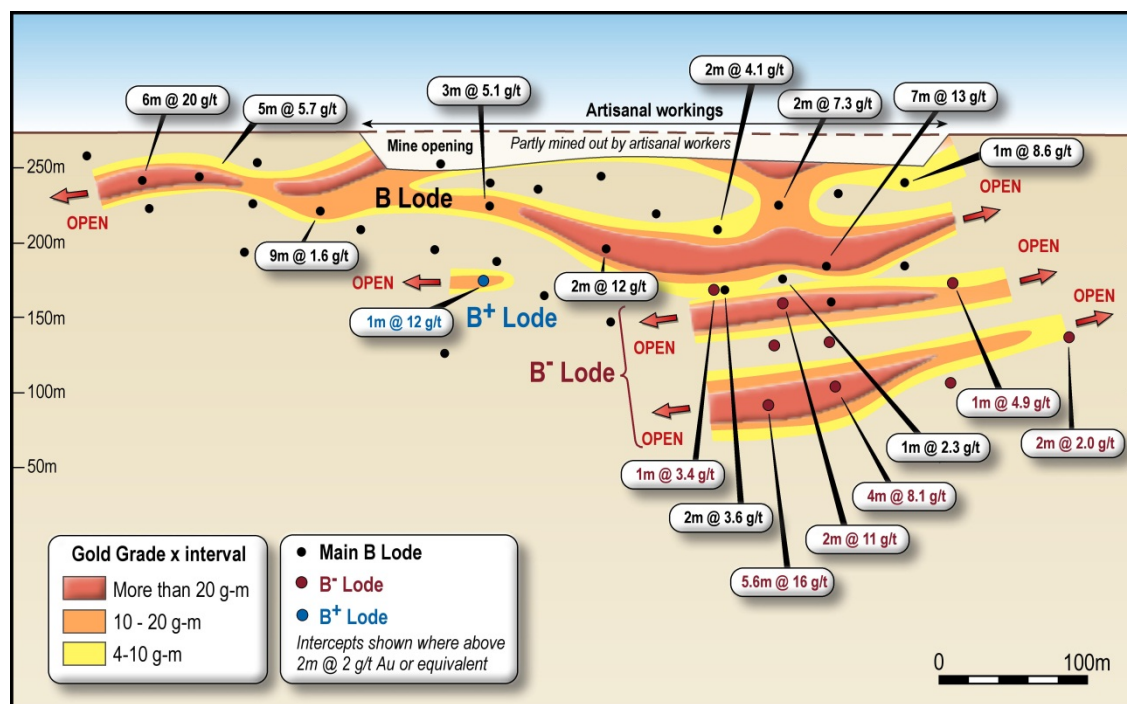 2m @ 4.1 g/t
3m @ 5.1 g/t
6m @ 20 g/t
5m @ 5.7 g/t
Artisanal workings
2m @ 7.3 g/t
7m @ 13 g/t
Mine opening
Partly mined out by artisanal workers
1m @ 8.6 g/t
250m
OPEN
B Lode
OPEN
200m
9m @ 1.6 g/t
OPEN
OPEN
2m @ 12 g/t
1m @ 12 g/t
B+ Lode
150m
OPEN
OPEN
B- Lode
100m
1m @ 4.9 g/t
OPEN
1m @ 2.3 g/t
2m @ 2.0 g/t
50m
1m @ 3.4 g/t
4m @ 8.1 g/t
2m @ 3.6 g/t
2m @ 11 g/t
5.6m @ 16 g/t
Gold Grade x interval
More than 20 g-m
10 - 20 g-m
4-10 g-m
Main B Lode
B- Lode
B+ Lode
Intercepts shown where above
2m @ 2 g/t Au or equivalent
0
100m